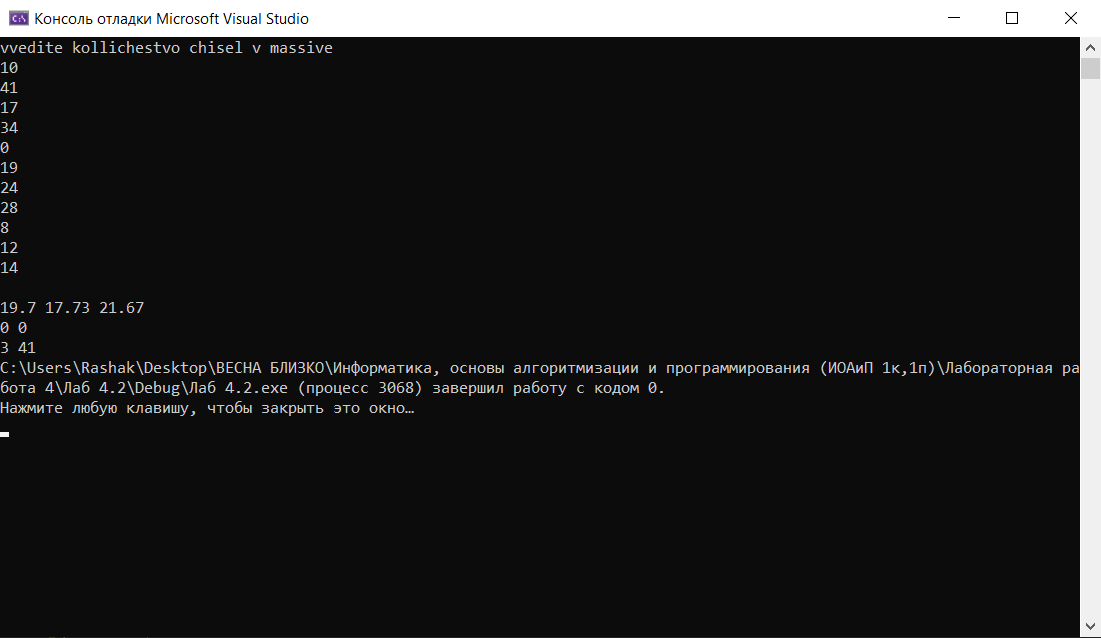 Консоль отладки Microsoft Visual Studio
vvedite kollichestvo chisel v massive
10
41
17
34
0
19
24
28
8
12
14
19.7 17.73 21.67
0 0
3 41
C:\Users\Rashak\Desktop\ВЕСНА БЛИЗКО\Информатика, основы алгоритмизации и программирования (ИОАиП 1к,1п)\Лабораторная ра
бота 4\Лаб 4.2\Debug\Лаб 4.2.exe (процесс 3068) завершил работу с кодом 0.
Нажмите любую клавишу, чтобы закрыть это окно…